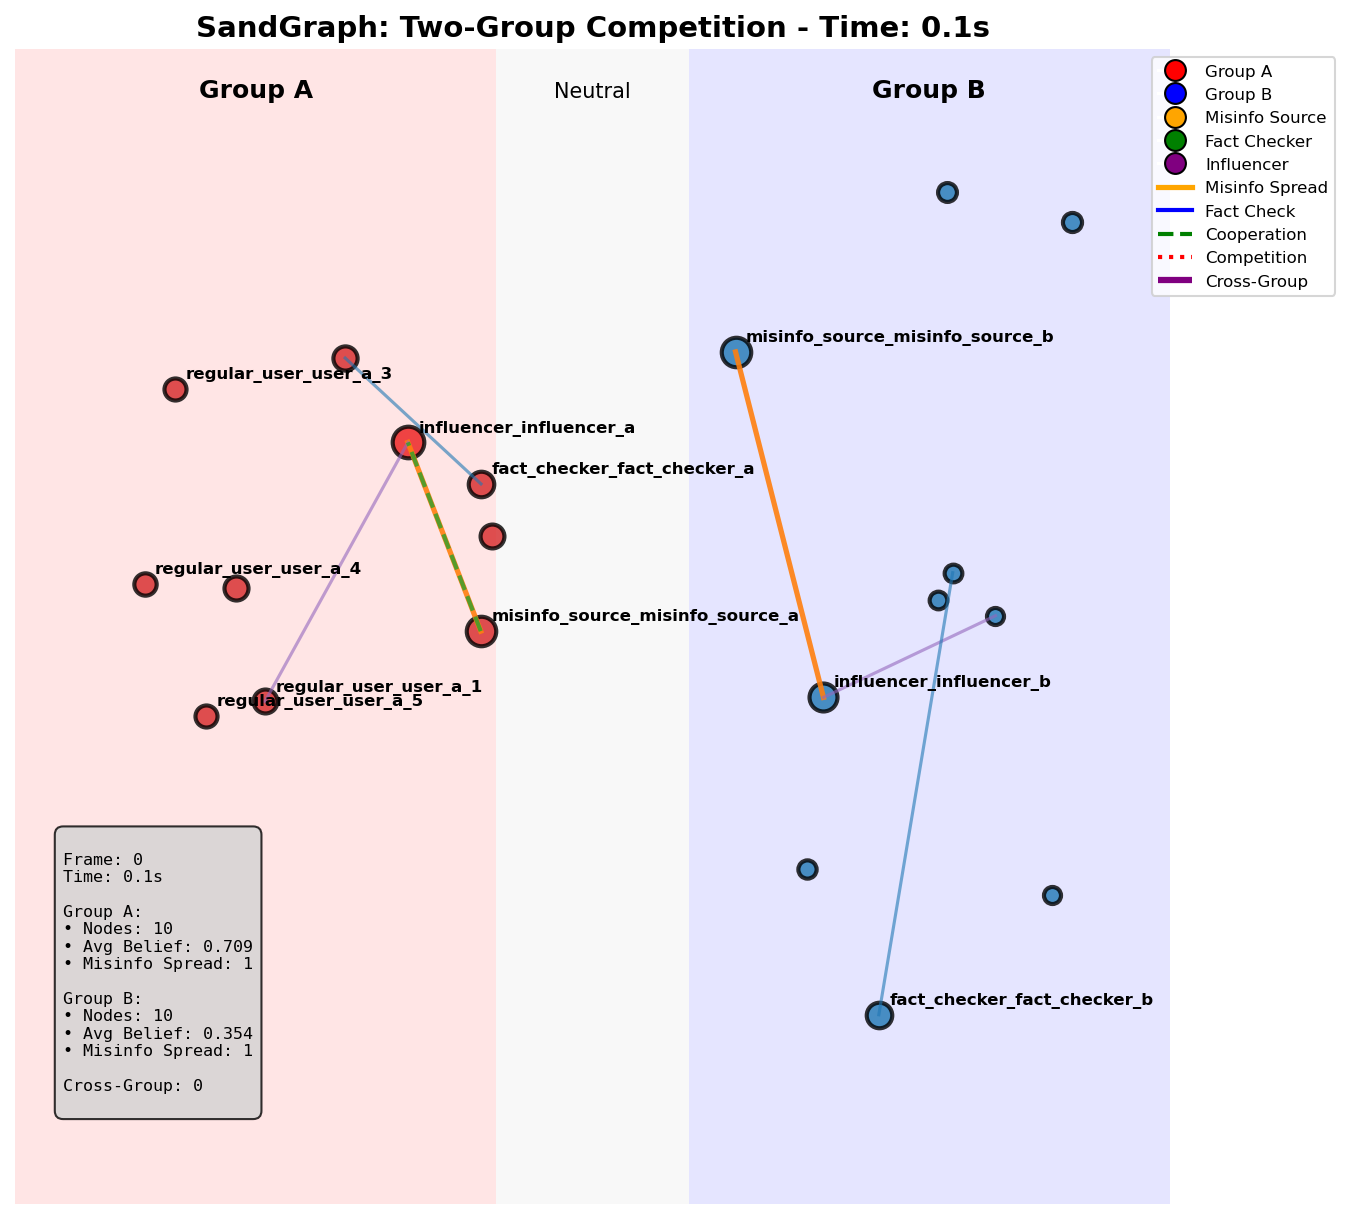 SandGraph: Two-Group Competition - Time: 0.1s
Group A
Neutral
Group B
Group A
Group B
Misinfo Source
Fact Checker
Influencer
Misinfo Spread
Fact Check
Cooperation
Competition
Cross-Group
misinfo_source_misinfo_source_b
regular_user_user_a_3
influencer_influencer_a
fact_checker_fact_checker_a
regular_user_user_a_4
misinfo_source_misinfo_source_a
influencer_influencer_b
regular_user_user_a_1
regular_user_user_a_5
fact_checker_fact_checker_b
Frame: 0
Time: 0.1s
Group A:
• Nodes: 10
• Avg Belief: 0.709
• Misinfo Spread: 1
Group B:
• Nodes: 10
• Avg Belief: 0.354
• Misinfo Spread: 1
Cross-Group: 0